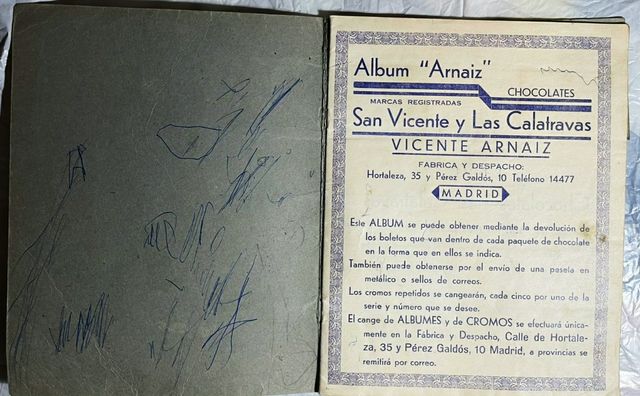 Album "Arnaiz"
CHOCOLATES
MARCAS REGISTRADAS
San Vicente y Las Calatravas
VICENTE ARNAIZ
FABRICA Y DESPACHO:
Hortaleza, 35 y Pérez Galdós, 10 Teléfono 14477
MADRID
Este ALBUM se puede obtener mediante la devolución de
los boletos que van dentro de cada paquete de chocolate
en la forma que en ellos se indica.
También puede obtenerse por el envío de una peseta en
metálico o sellos de correos.
Los cromos repetidos se cangearán, cada cinco por uno de la
serie y número que se desee.
El cange de ALBUMES y de CROMOS se efectuará única-
mente en la Fábrica y Despacho, Calle de Hortale-
za, 35 y Pérez Galdós, 10 Madrid, a provincias se
remitirá por correo.